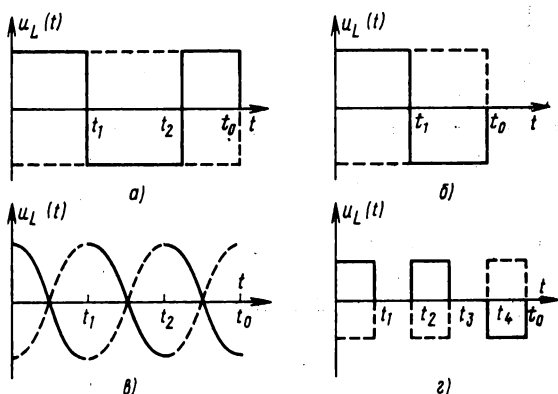 u_L(t)
t_1 t_2 t_0 t
а)
u_L(t)
t_1 t_0 t
б)
u_L(t)
t
t_1 t_2 t_0
в)
u_L(t)
t
t_1 t_2 t_3 t_4 t_0
г)